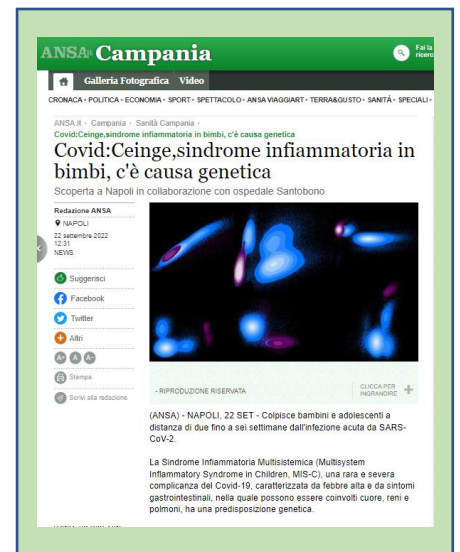 ANSA.it Campania
Fai la
ricerc
Galleria Fotografica Video
CRONACA • POLITICA • ECONOMIA • SPORT • SPETTACOLO • ANSA VIAGGIART • TERRA&GUSTO • SANITÀ • SPECIALI •
ANSA.it › Campania › Sanità Campania ›
Covid:Ceinge,sindrome infiammatoria in bimbi, c'è causa genetica
Covid:Ceinge,sindrome infiammatoria in
bimbi, c'è causa genetica
Scoperta a Napoli in collaborazione con ospedale Santobono
Redazione ANSA
NAPOLI
22 settembre 2022
12:31
NEWS
Suggerisci
Facebook
Twitter
Altri
A+ A A-
Stampa
Scrivi alla redazione
- RIPRODUZIONE RISERVATA
CLICCA PER
INGRANDIRE +
(ANSA) - NAPOLI, 22 SET - Colpisce bambini e adolescenti a
distanza di due fino a sei settimane dall'infezione acuta da SARS-
CoV-2.
La Sindrome Infiammatoria Multisistemica (Multisystem
Inflammatory Syndrome in Children, MIS-C), una rara e severa
complicanza del Covid-19, caratterizzata da febbre alta e da sintomi
gastrointestinali, nella quale possono essere coinvolti cuore, reni e
polmoni, ha una predisposizione genetica.